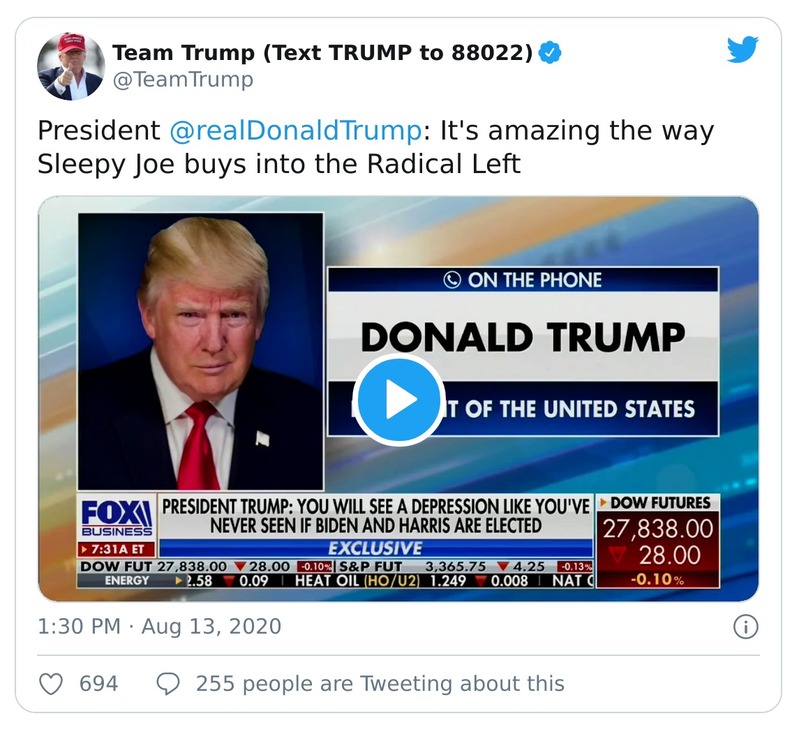 Team Trump (Text TRUMP to 88022)
@TeamTrump
President @realDonaldTrump: It's amazing the way
Sleepy Joe buys into the Radical Left
ON THE PHONE
DONALD TRUMP
T OF THE UNITED STATES
FOX
BUSINESS
7:31A ET
PRESIDENT TRUMP: YOU WILL SEE A DEPRESSION LIKE YOU'VE
NEVER SEEN IF BIDEN AND HARRIS ARE ELECTED
EXCLUSIVE
DOW FUTURES
27,838.00
28.00
-0.10%
DOW FUT 27,838.00 ▼28.00 -0.10% S&P FUT 3,365.75 ▼4.25 -0.13%
ENERGY 2.58 ▼0.09 HEAT OIL (HO/U2) 1.249 ▼0.008 NAT
1:30 PM · Aug 13, 2020
694 255 people are Tweeting about this